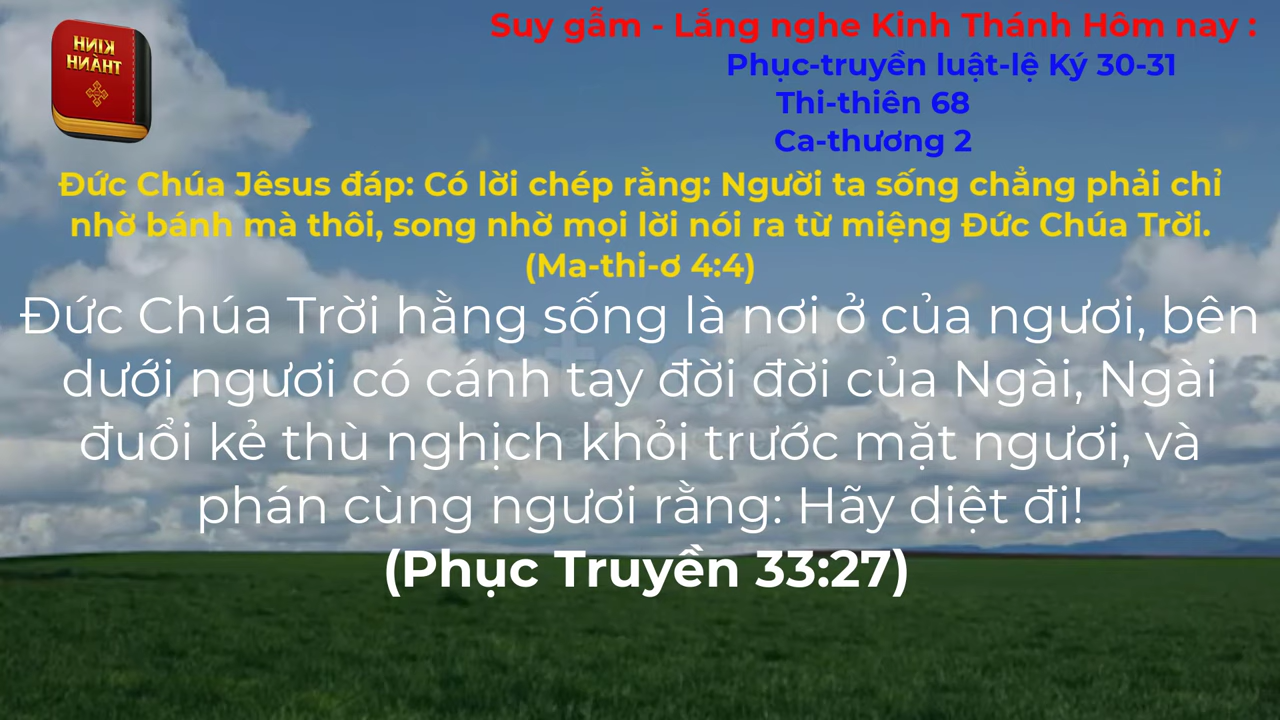 KINH
THÁNH
Suy gẫm - Lắng nghe Kinh Thánh Hôm nay :
Phục-truyền luật-lệ Ký 30-31
Thi-thiên 68
Ca-thương 2
Đức Chúa Jêsus đáp: Có lời chép rằng: Người ta sống chẳng phải chỉ
nhờ bánh mà thôi, song nhờ mọi lời nói ra từ miệng Đức Chúa Trời.
(Ma-thi-ơ 4:4)
Đức Chúa Trời hằng sống là nơi ở của ngươi, bên
dưới ngươi có cánh tay đời đời của Ngài, Ngài
đuổi kẻ thù nghịch khỏi trước mặt ngươi, và
phán cùng ngươi rằng: Hãy diệt đi!
(Phục Truyền 33:27)